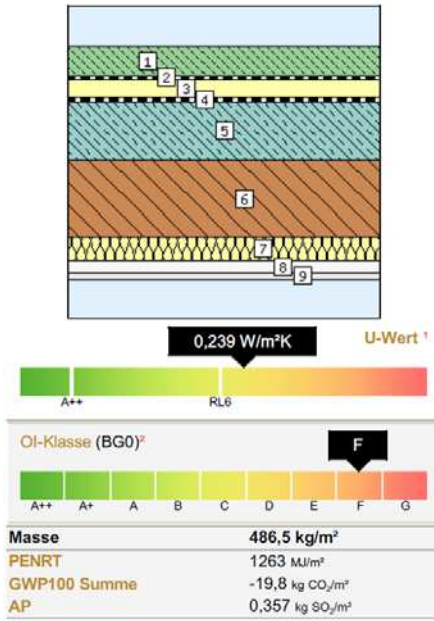 1
2
3
4
5
6
7
8
9
0,239 W/m²K
U-Wert ¹
A++ RL6
OI-Klasse (BG0)²
F
A++ A+ A B C D E F G
Masse 486,5 kg/m²
PENRT 1263 MJ/m²
GWP100 Summe -19,8 kg CO₂/m²
AP 0,357 kg SO₂/m²